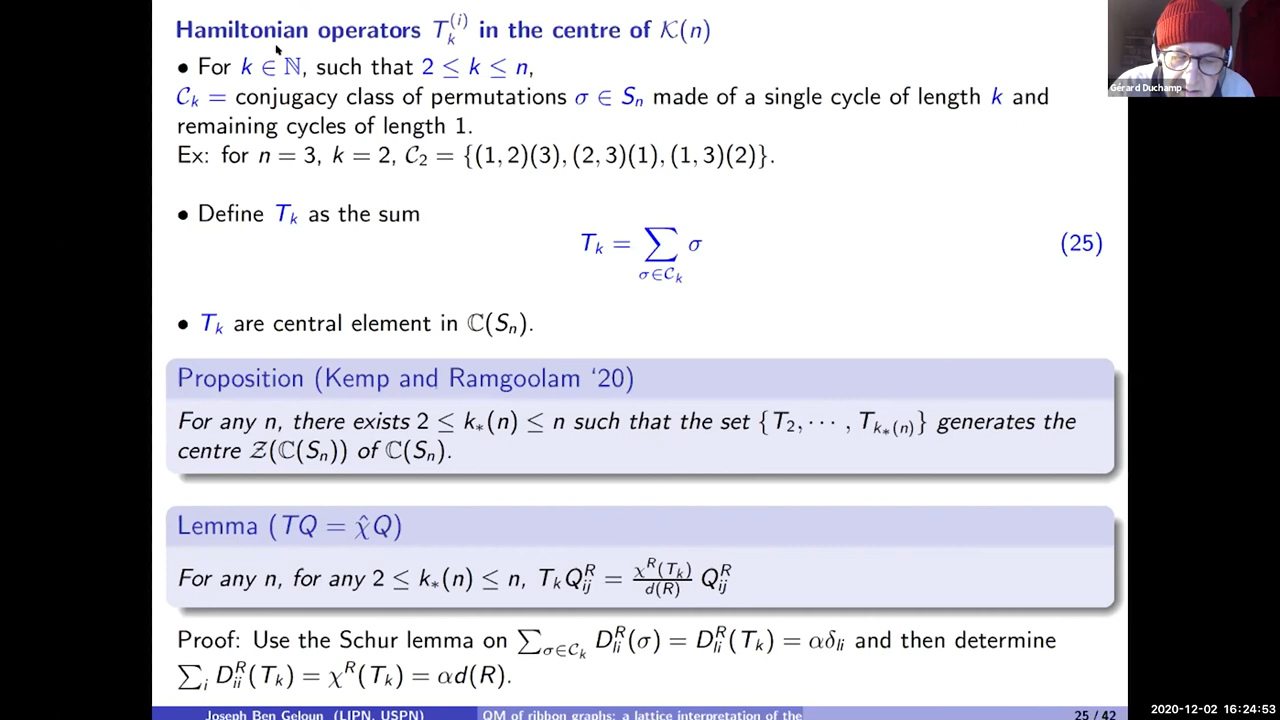 Hamiltonian operators T_k^{(i)} in the centre of 𝒦(n)
• For k ∈ ℕ, such that 2 ≤ k ≤ n,
𝒞_k = conjugacy class of permutations σ ∈ S_n made of a single cycle of length k and
remaining cycles of length 1.
Ex: for n = 3, k = 2, 𝒞_2 = {(1, 2)(3), (2, 3)(1), (1, 3)(2)}.
• Define T_k as the sum
T_k = ∑_{σ∈𝒞_k} σ (25)
• T_k are central element in ℂ(S_n).
Proposition (Kemp and Ramgoolam ‘20)
For any n, there exists 2 ≤ k_*(n) ≤ n such that the set {T_2, ⋯ , T_{k_*(n)}} generates the
centre 𝒵(ℂ(S_n)) of ℂ(S_n).
Lemma (TQ = χ̂Q)
For any n, for any 2 ≤ k_*(n) ≤ n, T_k Q^R_{ij} = \frac{χ^R(T_k)}{d(R)} Q^R_{ij}
Proof: Use the Schur lemma on ∑_{σ∈𝒞_k} D^R_{li}(σ) = D^R_{li}(T_k) = αδ_{li} and then determine
∑_i D^R_{ii}(T_k) = χ^R(T_k) = αd(R).
Joseph Ben Geloun (LIPN, USPN) QM of ribbon graphs: a lattice interpretation of the 25 / 42
Gérard Duchamp
2020-12-02 16:24:53